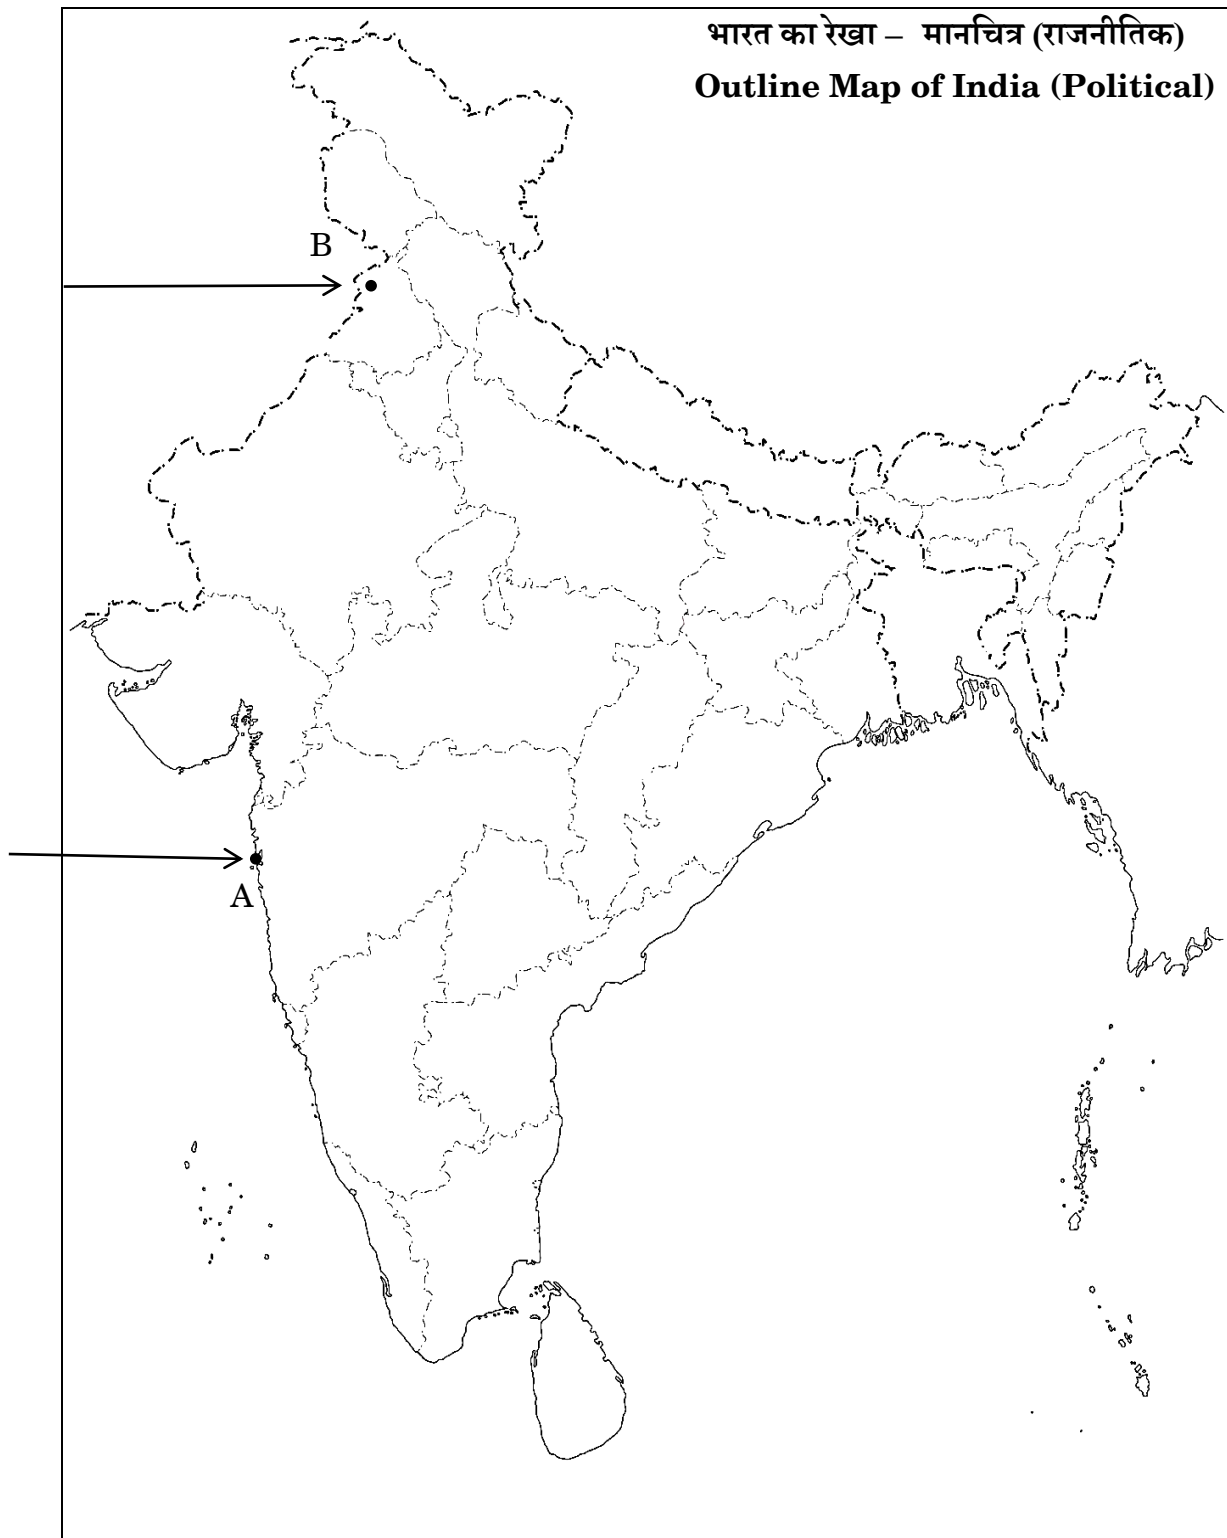 भारत का रेखा – मानचित्र (राजनीतिक)
Outline Map of India (Political)
B
A